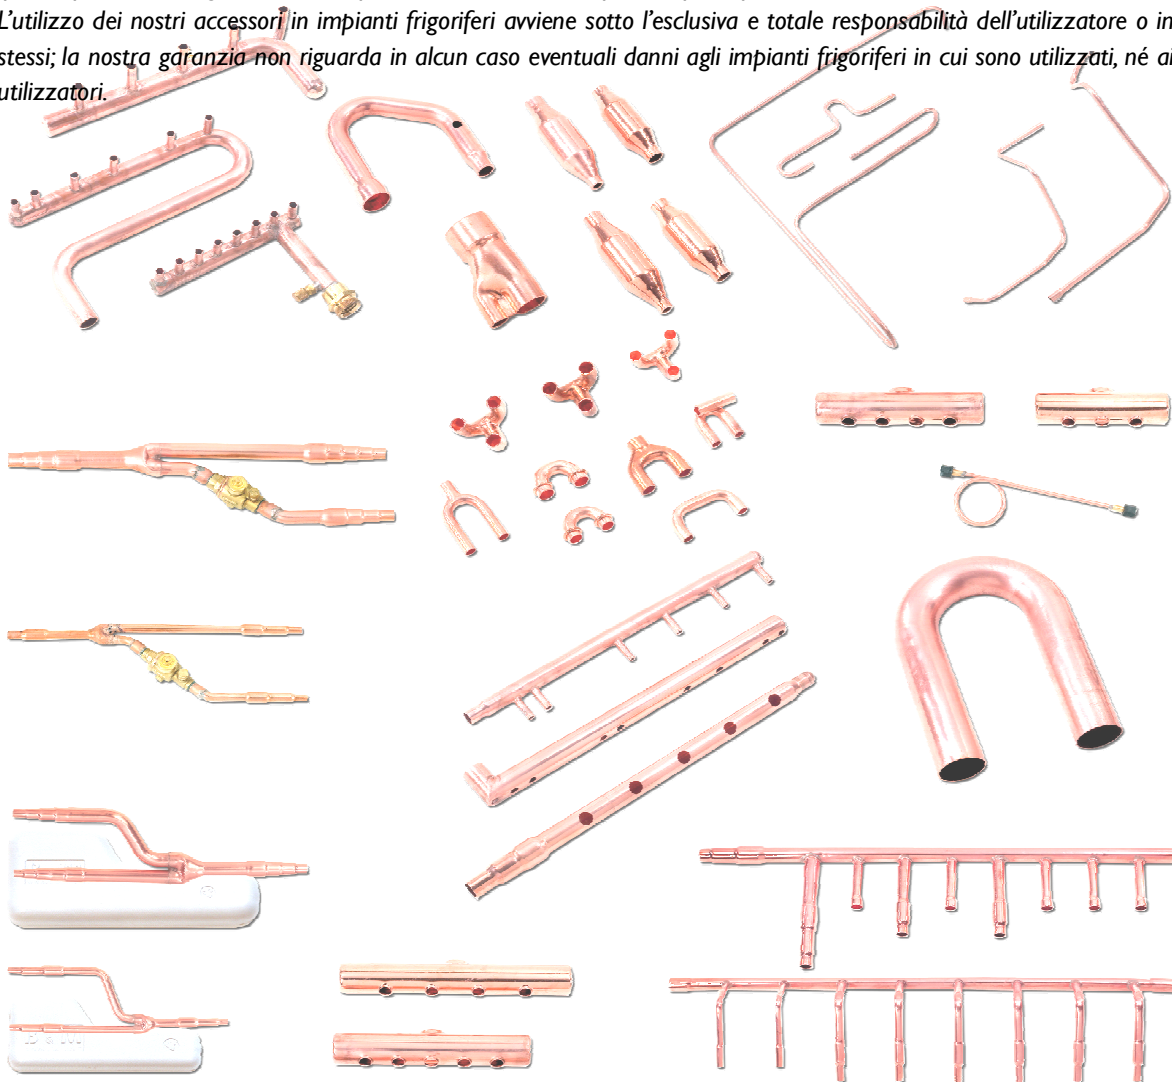 L’utilizzo dei nostri accessori in impianti frigoriferi avviene sotto l’esclusiva e totale responsabilità dell’utilizzatore o in
stessi; la nostra garanzia non riguarda in alcun caso eventuali danni agli impianti frigoriferi in cui sono utilizzati, né ai
utilizzatori.